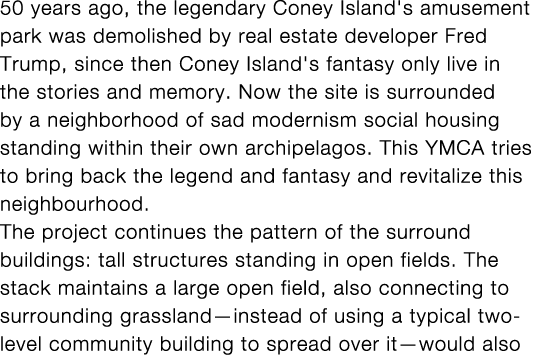 50 years ago, the legendary Coney Island's amusement
park was demolished by real estate developer Fred
Trump, since then Coney Island's fantasy only live in
the stories and memory. Now the site is surrounded
by a neighborhood of sad modernism social housing
standing within their own archipelagos. This YMCA tries
to bring back the legend and fantasy and revitalize this
neighbourhood.
The project continues the pattern of the surround
buildings: tall structures standing in open fields. The
stack maintains a large open field, also connecting to
surrounding grassland—instead of using a typical two-
level community building to spread over it—would also